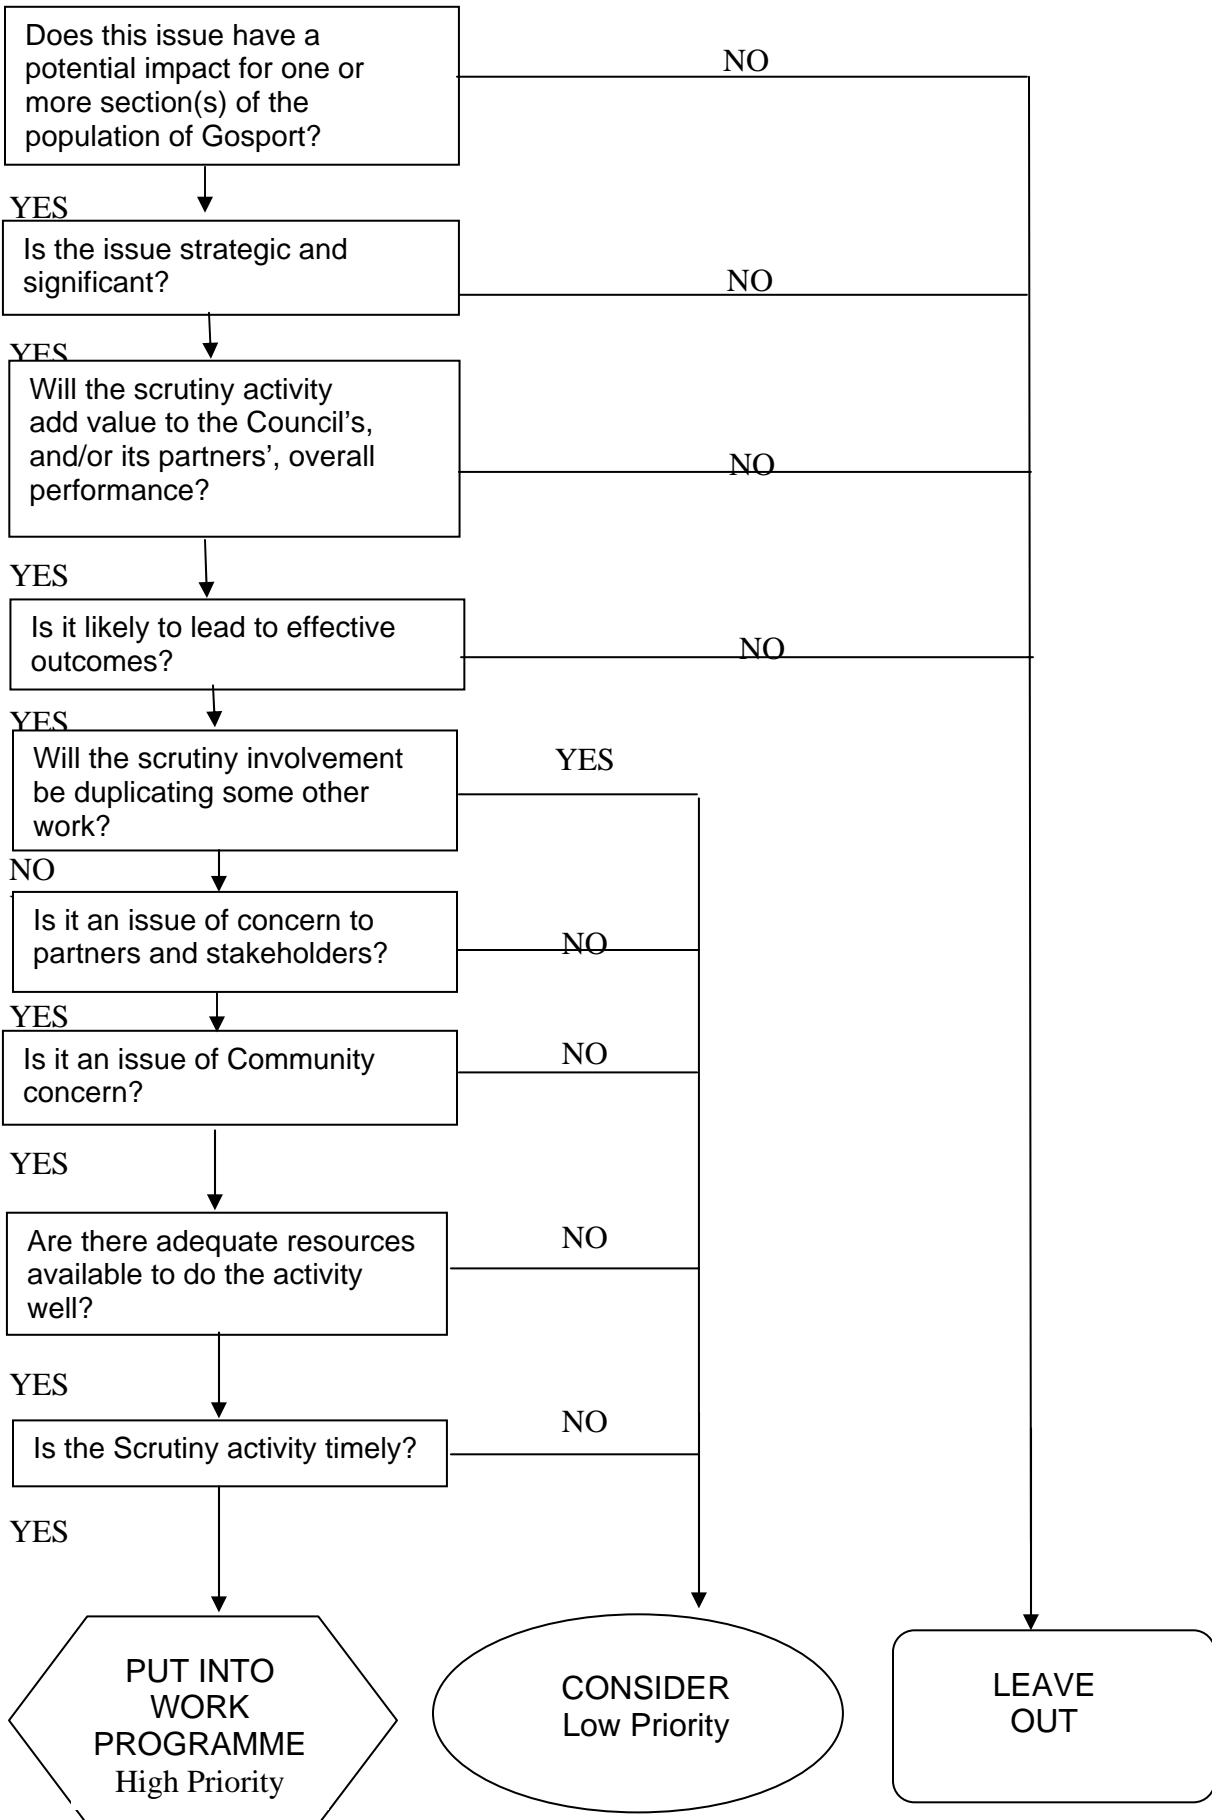 Does this issue have a
potential impact for one or
more section(s) of the
population of Gosport?
NO
YES
Is the issue strategic and
significant?
NO
YES
Will the scrutiny activity
add value to the Council’s,
and/or its partners’, overall
performance?
NO
YES
Is it likely to lead to effective
outcomes?
NO
YES
Will the scrutiny involvement
be duplicating some other
work?
YES
NO
Is it an issue of concern to
partners and stakeholders?
NO
YES
Is it an issue of Community
concern?
NO
YES
Are there adequate resources
available to do the activity
well?
NO
YES
Is the Scrutiny activity timely?
NO
YES
PUT INTO
WORK
PROGRAMME
High Priority
CONSIDER
Low Priority
LEAVE
OUT